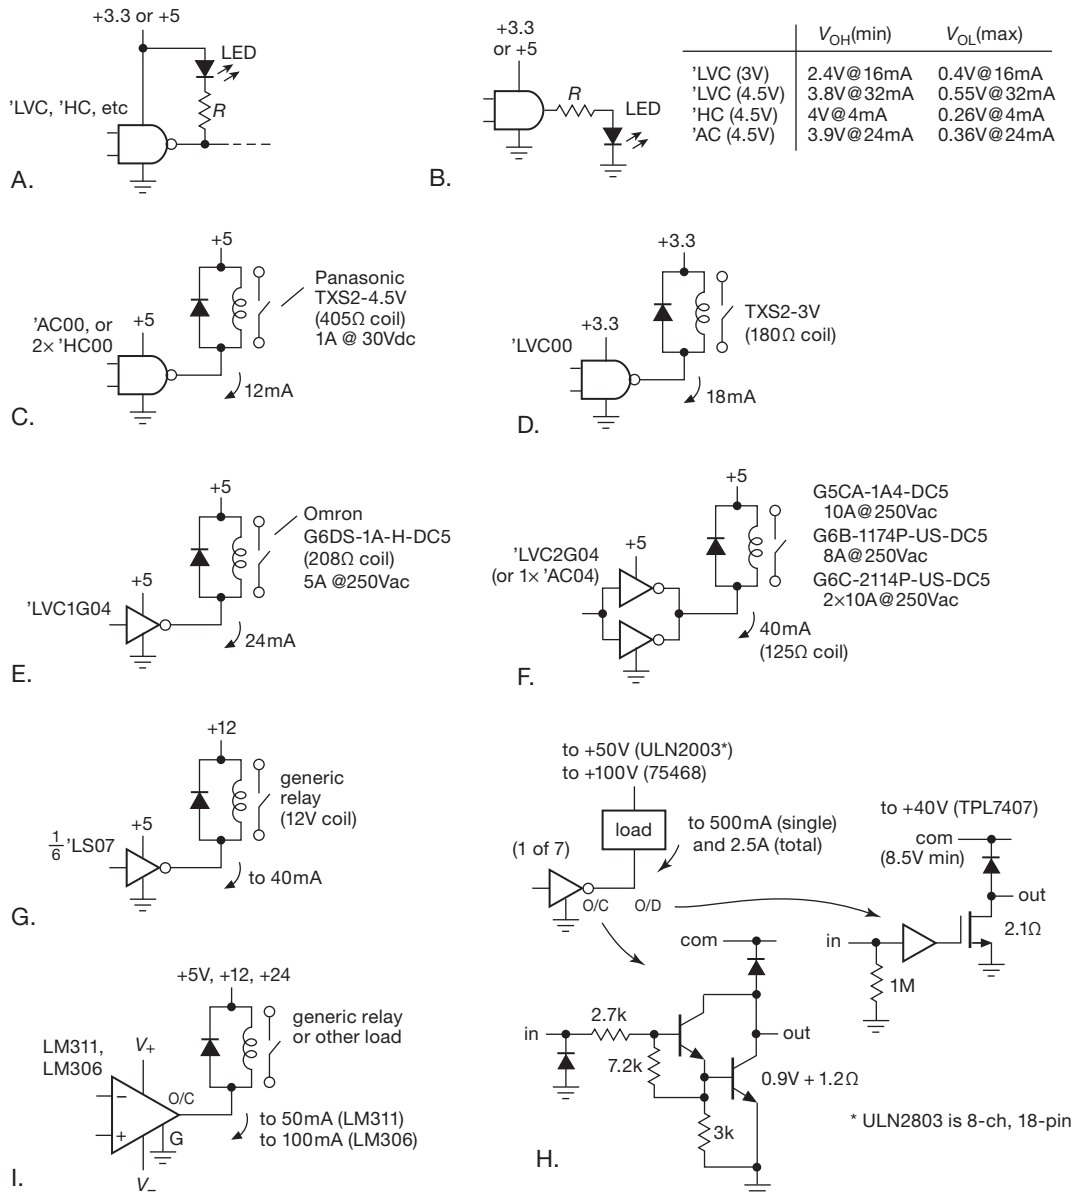 +3.3 or +5
LED
R
'LVC, 'HC, etc
A.
+3.3
or +5
R
LED
B.
VOH(min) VOL(max)
'LVC (3V) 2.4V@16mA 0.4V@16mA
'LVC (4.5V) 3.8V@32mA 0.55V@32mA
'HC (4.5V) 4V@4mA 0.26V@4mA
'AC (4.5V) 3.9V@24mA 0.36V@24mA
+5
Panasonic
TXS2-4.5V
(405Ω coil)
1A @ 30Vdc
'AC00, or
2× 'HC00
+5
12mA
C.
+3.3
TXS2-3V
(180Ω coil)
+3.3
'LVC00
18mA
D.
+5
Omron
G6DS-1A-H-DC5
(208Ω coil)
5A @250Vac
+5
'LVC1G04
24mA
E.
+5
G5CA-1A4-DC5
10A@250Vac
G6B-1174P-US-DC5
8A@250Vac
G6C-2114P-US-DC5
2×10A@250Vac
'LVC2G04
(or 1× 'AC04)
+5
40mA
(125Ω coil)
F.
+12
generic
relay
(12V coil)
1/6 'LS07
+5
to 40mA
G.
to +50V (ULN2003*)
to +100V (75468)
load
to 500mA (single)
and 2.5A (total)
(1 of 7)
O/C O/D
to +40V (TPL7407)
com
(8.5V min)
out
in
2.1Ω
1M
com
in
2.7k
out
7.2k
0.9V + 1.2Ω
3k
* ULN2803 is 8-ch, 18-pin
H.
+5V, +12, +24
generic relay
or other load
LM311,
LM306
V+
O/C
−
+
G
V−
to 50mA (LM311)
to 100mA (LM306)
I.